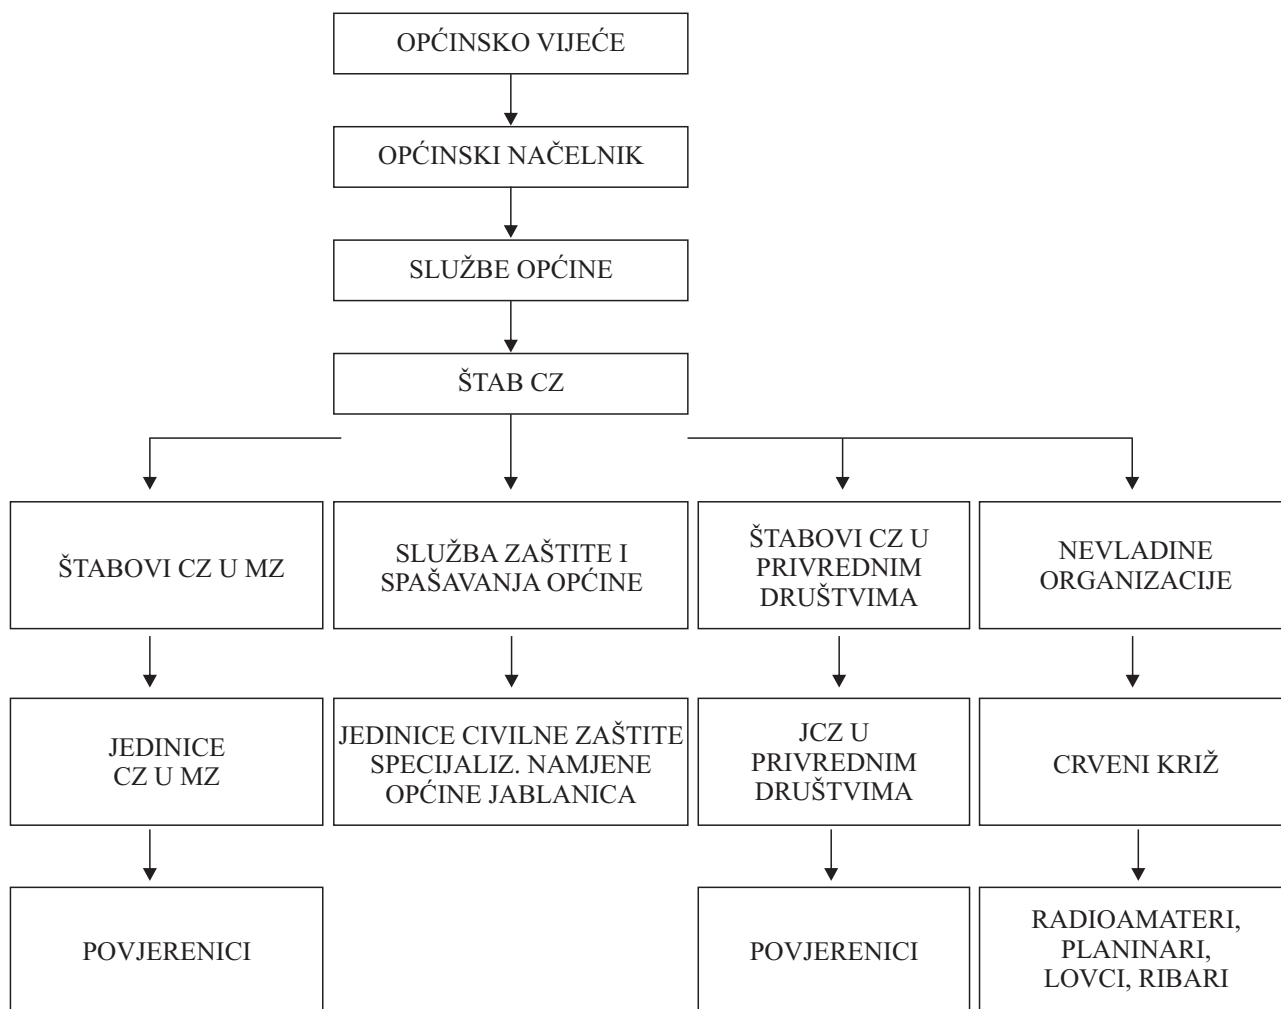 OPĆINSKO VIJEĆE
OPĆINSKI NAČELNIK
SLUŽBE OPĆINE
ŠTAB CZ
ŠTABOVI CZ U MZ
SLUŽBA ZAŠTITE I
SPAŠAVANJA OPĆINE
ŠTABOVI CZ U
PRIVREDNIM
DRUŠTVIMA
NEVLADINE
ORGANIZACIJE
JEDINICE
CZ U MZ
JEDINICE CIVILNE ZAŠTITE
SPECIJALIZ. NAMJENE
OPĆINE JABLANICA
JCZ U
PRIVREDNIM
DRUŠTVIMA
CRVENI KRIŽ
POVJERENICI
POVJERENICI
RADIOAMATERI,
PLANINARI,
LOVCI, RIBARI